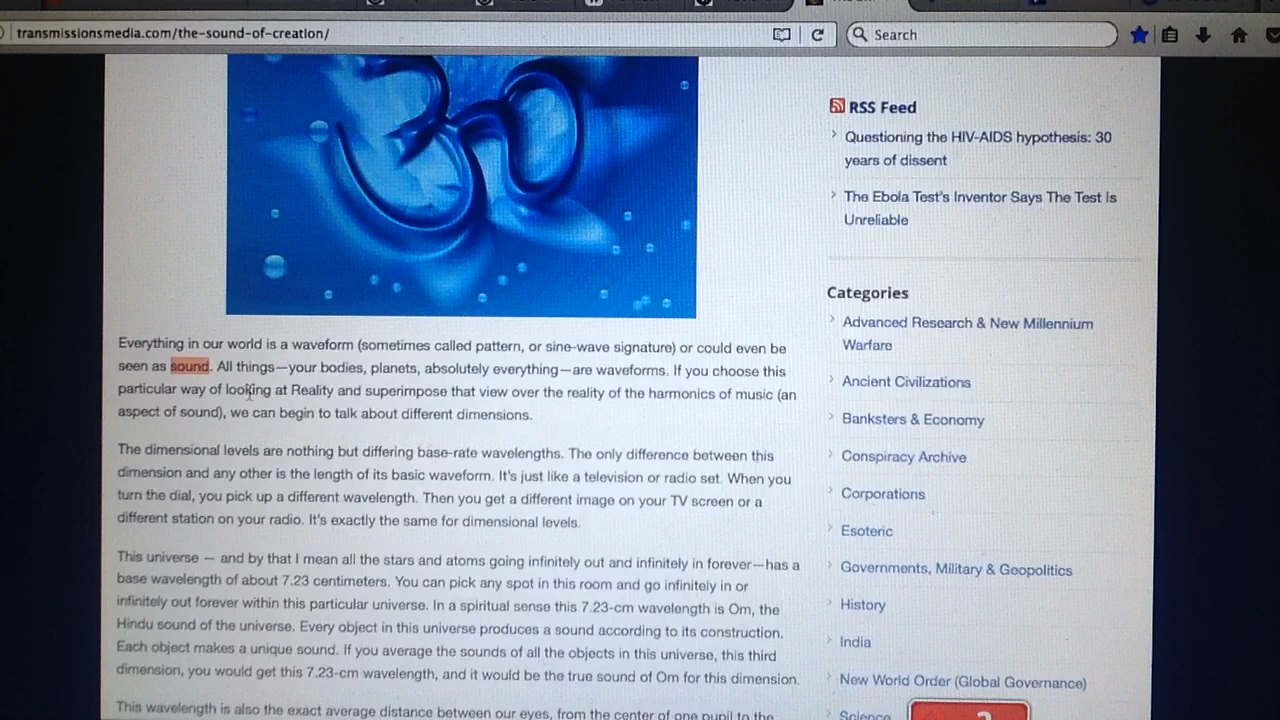 transmissionsmedia.com/the-sound-of-creation/
Search
Everything in our world is a waveform (sometimes called pattern, or sine-wave signature) or could even be
seen as sound. All things—your bodies, planets, absolutely everything—are waveforms. If you choose this
particular way of looking at Reality and superimpose that view over the reality of the harmonics of music (an
aspect of sound), we can begin to talk about different dimensions.
The dimensional levels are nothing but differing base-rate wavelengths. The only difference between this
dimension and any other is the length of its basic waveform. It's just like a television or radio set. When you
turn the dial, you pick up a different wavelength. Then you get a different image on your TV screen or a
different station on your radio. It's exactly the same for dimensional levels.
This universe — and by that I mean all the stars and atoms going infinitely out and infinitely in forever—has a
base wavelength of about 7.23 centimeters. You can pick any spot in this room and go infinitely in or
infinitely out forever within this particular universe. In a spiritual sense this 7.23-cm wavelength is Om, the
Hindu sound of the universe. Every object in this universe produces a sound according to its construction.
Each object makes a unique sound. If you average the sounds of all the objects in this universe, this third
dimension, you would get this 7.23-cm wavelength, and it would be the true sound of Om for this dimension.
This wavelength is also the exact average distance between our eyes, from the center of one pupil to the
RSS Feed
Questioning the HIV-AIDS hypothesis: 30
years of dissent
The Ebola Test's Inventor Says The Test Is
Unreliable
Categories
Advanced Research & New Millennium
Warfare
Ancient Civilizations
Banksters & Economy
Conspiracy Archive
Corporations
Esoteric
Governments, Military & Geopolitics
History
India
New World Order (Global Governance)
Science